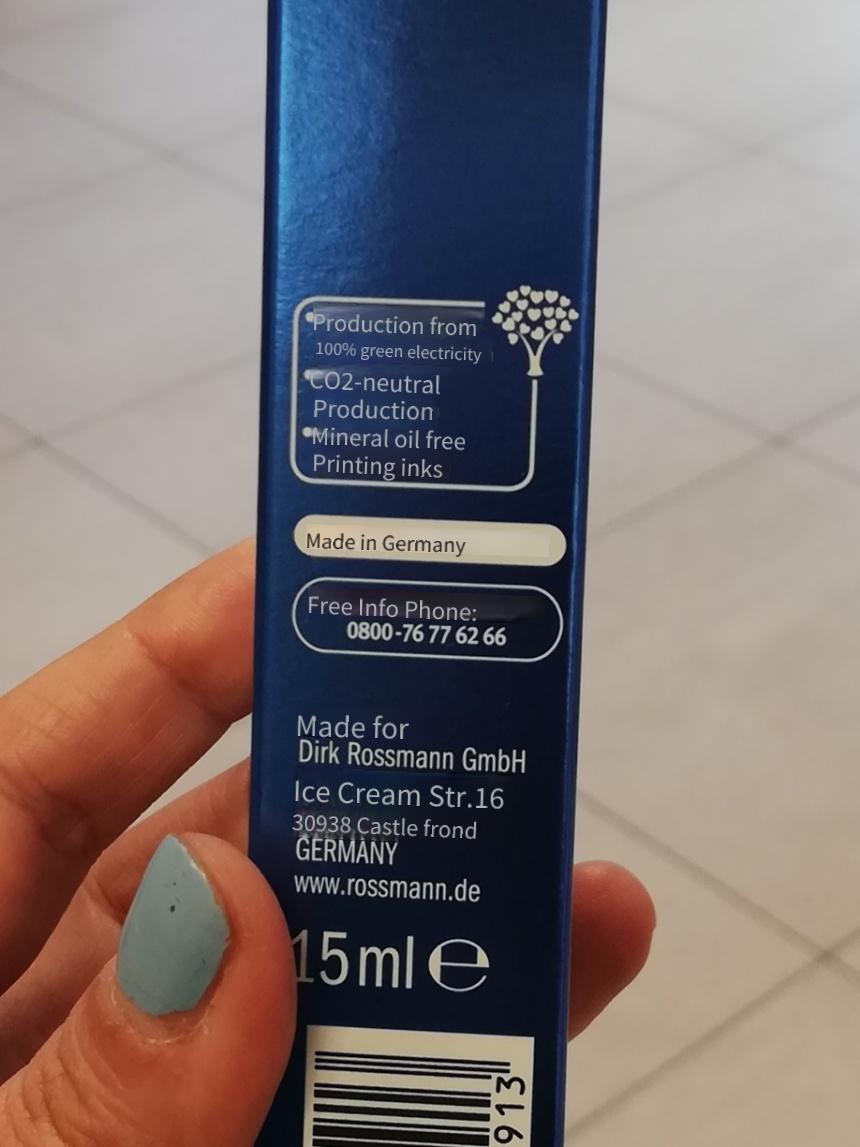 Production from
100% green electricity
CO2-neutral
Production
Mineral oil free
Printing inks
Made in Germany
Free Info Phone:
0800-76 77 62 66
Made for
Dirk Rossmann GmbH
Ice Cream Str.16
30938 Castle frond
GERMANY
www.rossmann.de
15 ml ℮
913